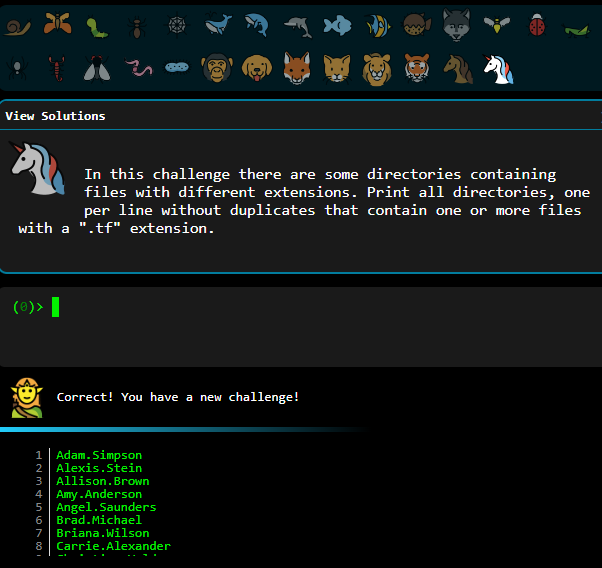 View Solutions
In this challenge there are some directories containing
files with different extensions. Print all directories, one
per line without duplicates that contain one or more files
with a ".tf" extension.
(0)>
Correct! You have a new challenge!
1 Adam.Simpson
2 Alexis.Stein
3 Allison.Brown
4 Amy.Anderson
5 Angel.Saunders
6 Brad.Michael
7 Briana.Wilson
8 Carrie.Alexander